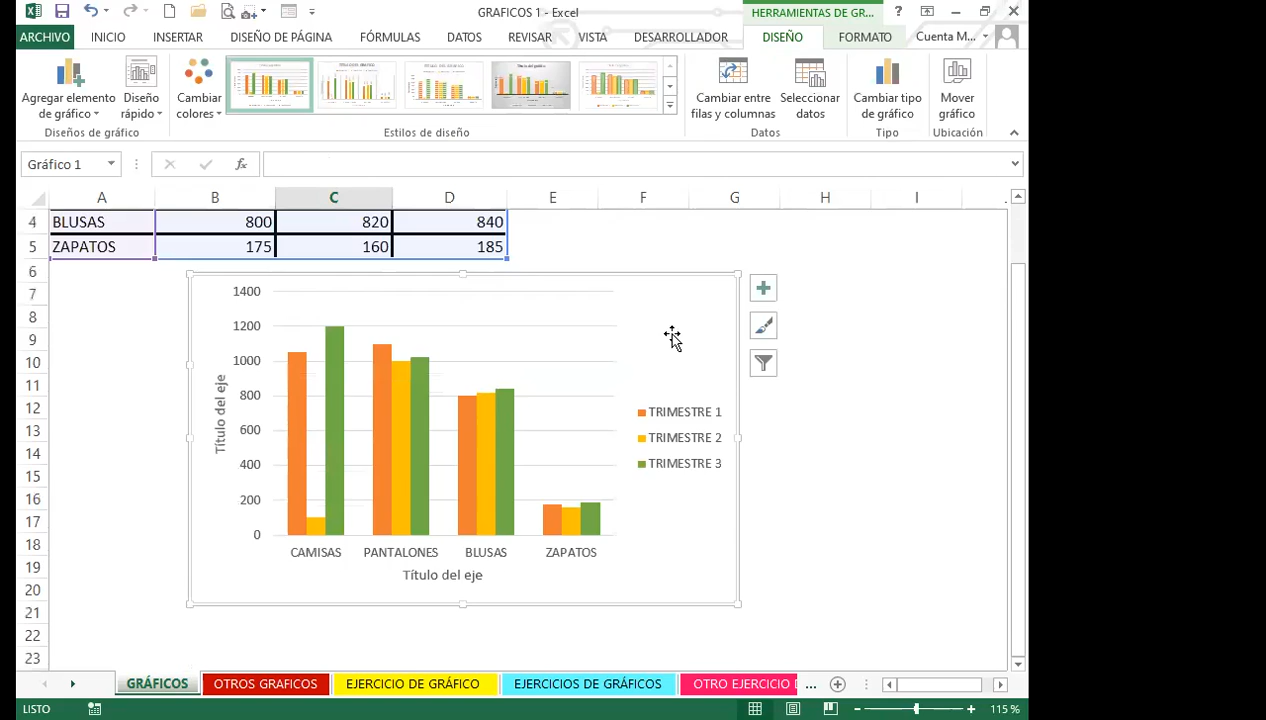 GRAFICOS 1 - Excel
HERRAMIENTAS DE GR...
?
ARCHIVO INICIO INSERTAR DISEÑO DE PÁGINA FÓRMULAS DATOS REVISAR VISTA DESARROLLADOR DISEÑO FORMATO Cuenta M...
Agregar elemento de gráfico
Diseño rápido
Cambiar colores
Cambiar entre filas y columnas
Seleccionar datos
Cambiar tipo de gráfico
Mover gráfico
Diseños de gráfico Estilos de diseño Datos Tipo Ubicación
Gráfico 1 fx
A B C D E F G H I
4 BLUSAS 800 820 840
5 ZAPATOS 175 160 185
6
7
8
9
10
11
12
13
14
15
16
17
18
19
20
21
22
23
1400
1200
1000
800
600
400
200
0
Título del eje
CAMISAS PANTALONES BLUSAS ZAPATOS
Título del eje
TRIMESTRE 1
TRIMESTRE 2
TRIMESTRE 3
GRÁFICOS OTROS GRAFICOS EJERCICIO DE GRÁFICO EJERCICIOS DE GRÁFICOS OTRO EJERCICIO ...
LISTO 115 %